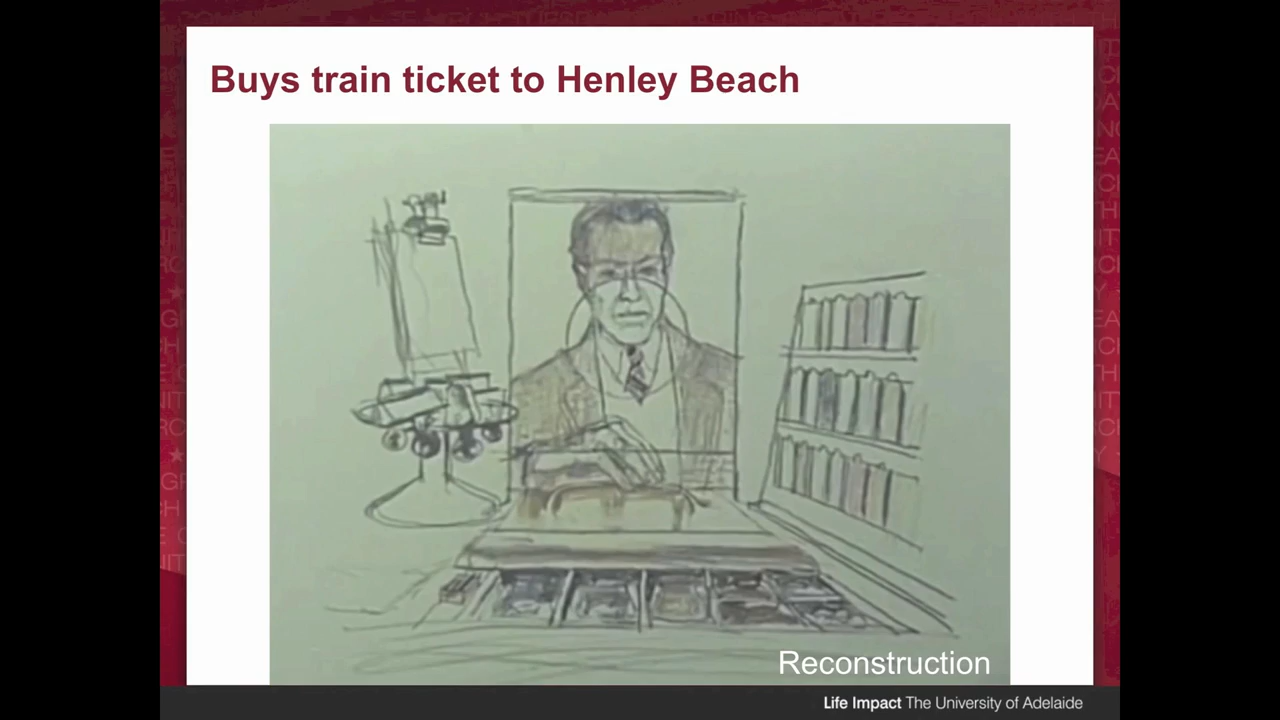 Buys train ticket to Henley Beach
Reconstruction
Life Impact The University of Adelaide